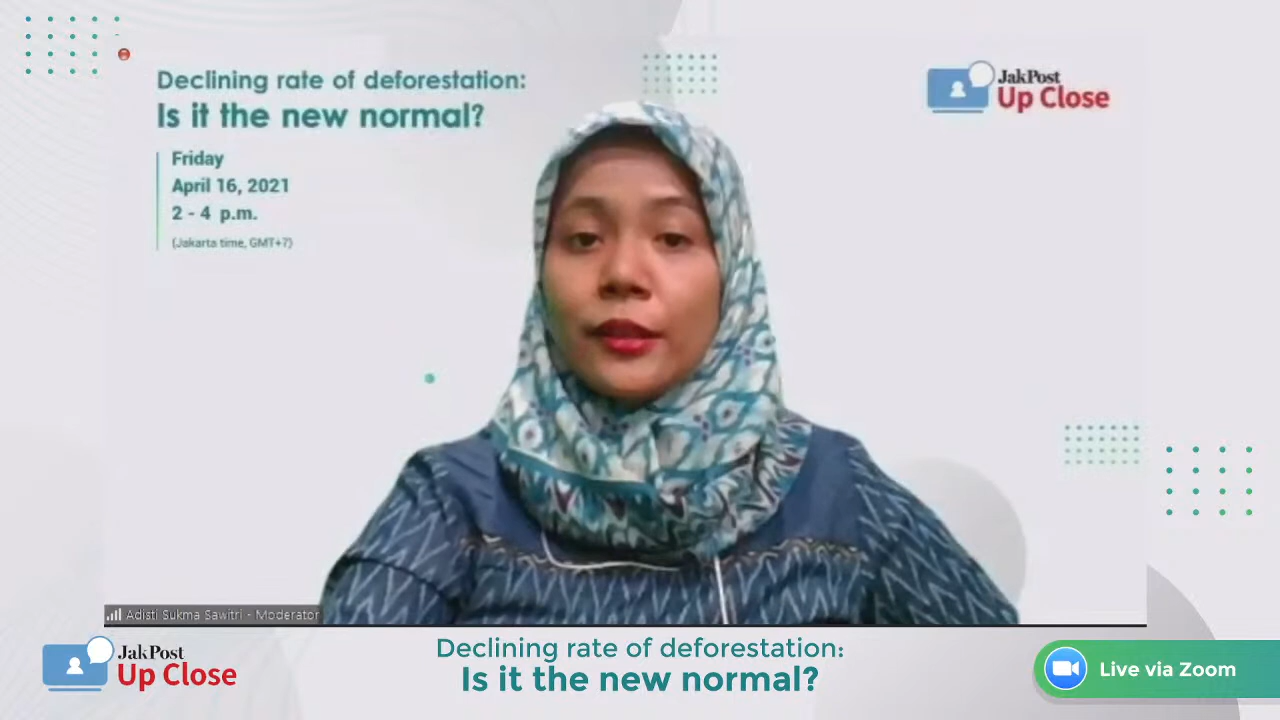 Declining rate of deforestation:
Is it the new normal?
Friday
April 16, 2021
2 - 4 p.m.
(Jakarta time, GMT+7)
JakPost
Up Close
Adisti Sukma Sawitri - Moderator
JakPost
Up Close
Declining rate of deforestation:
Is it the new normal?
Live via Zoom